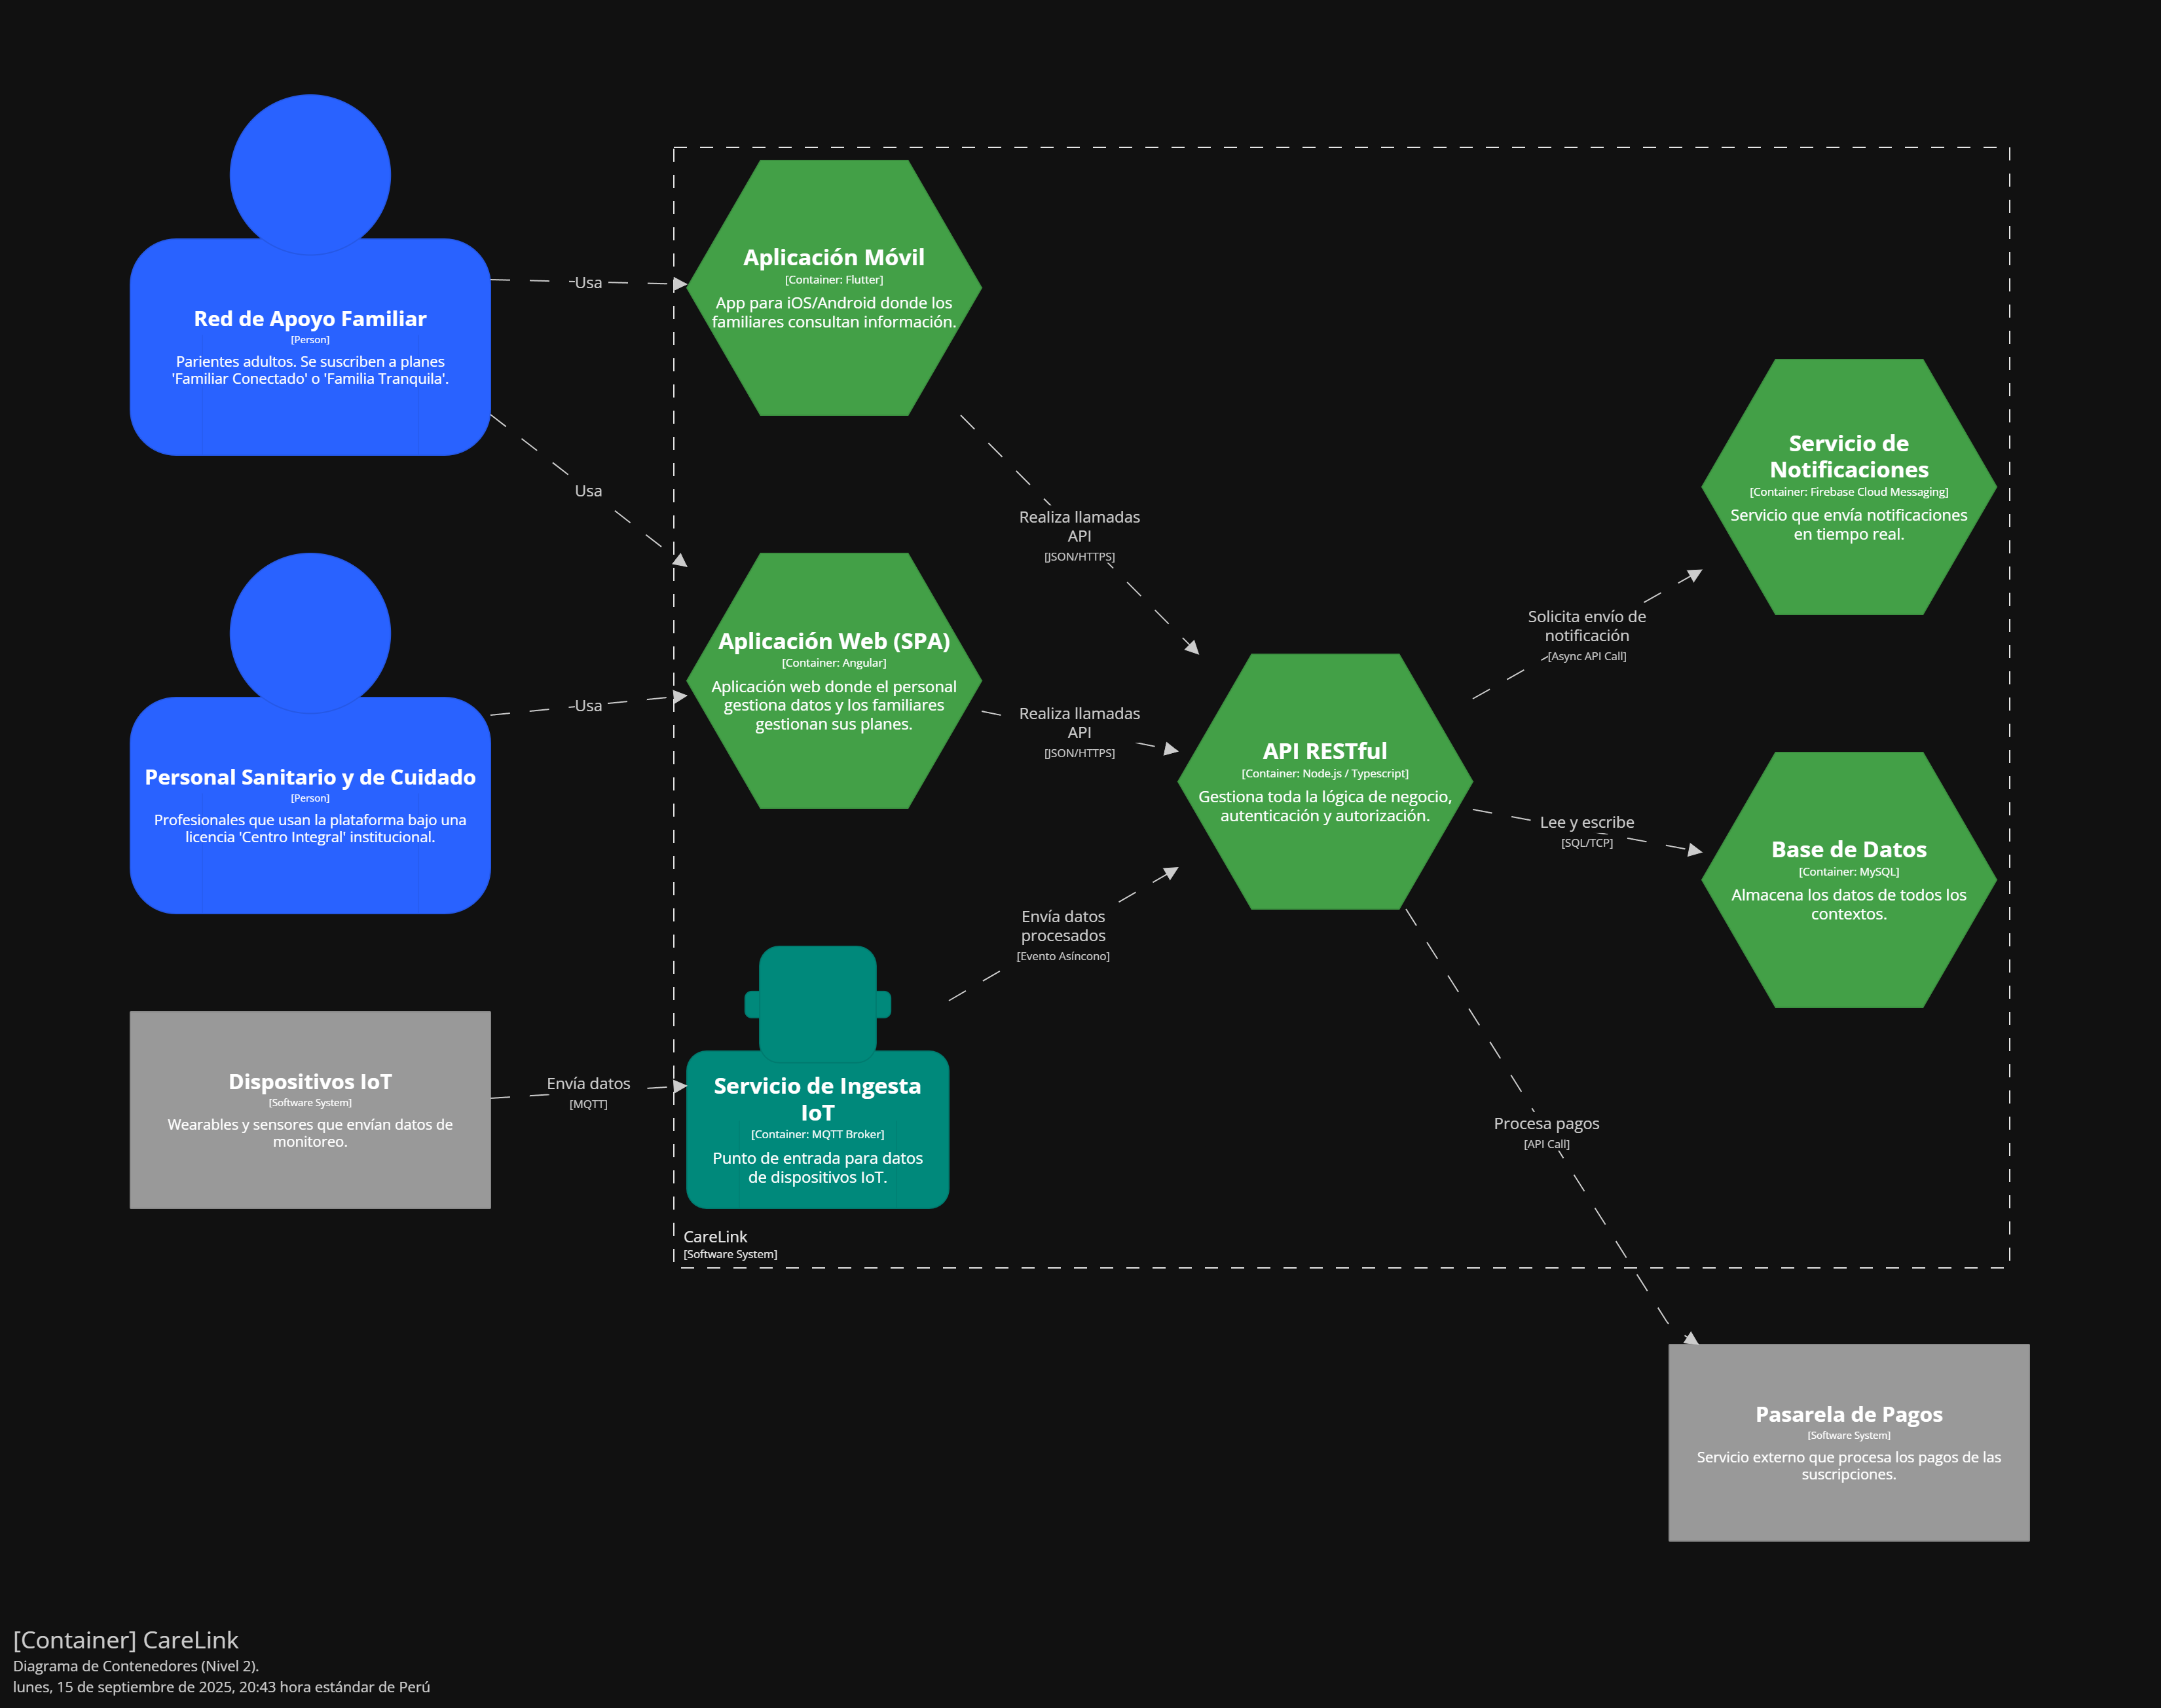 Red de Apoyo Familiar
[Person]
Parientes adultos. Se suscriben a planes
'Familiar Conectado' o 'Familia Tranquila'.
Usa
Usa
Aplicación Móvil
[Container: Flutter]
App para iOS/Android donde los
familiares consultan información.
Personal Sanitario y de Cuidado
[Person]
Profesionales que usan la plataforma bajo una
licencia 'Centro Integral' institucional.
Usa
Aplicación Web (SPA)
[Container: Angular]
Aplicación web donde el personal
gestiona datos y los familiares
gestionan sus planes.
Dispositivos IoT
[Software System]
Wearables y sensores que envían datos de
monitoreo.
Envía datos
[MQTT]
Servicio de Ingesta
IoT
[Container: MQTT Broker]
Punto de entrada para datos
de dispositivos IoT.
CareLink
[Software System]
Realiza llamadas
API
[JSON/HTTPS]
Realiza llamadas
API
[JSON/HTTPS]
Envía datos
procesados
[Evento Asíncono]
API RESTful
[Container: Node.js / Typescript]
Gestiona toda la lógica de negocio,
autenticación y autorización.
Solicita envío de
notificación
[Async API Call]
Lee y escribe
[SQL/TCP]
Procesa pagos
[API Call]
Servicio de
Notificaciones
[Container: Firebase Cloud Messaging]
Servicio que envía notificaciones
en tiempo real.
Base de Datos
[Container: MySQL]
Almacena los datos de todos los
contextos.
Pasarela de Pagos
[Software System]
Servicio externo que procesa los pagos de las
suscripciones.
[Container] CareLink
Diagrama de Contenedores (Nivel 2).
lunes, 15 de septiembre de 2025, 20:43 hora estándar de Perú